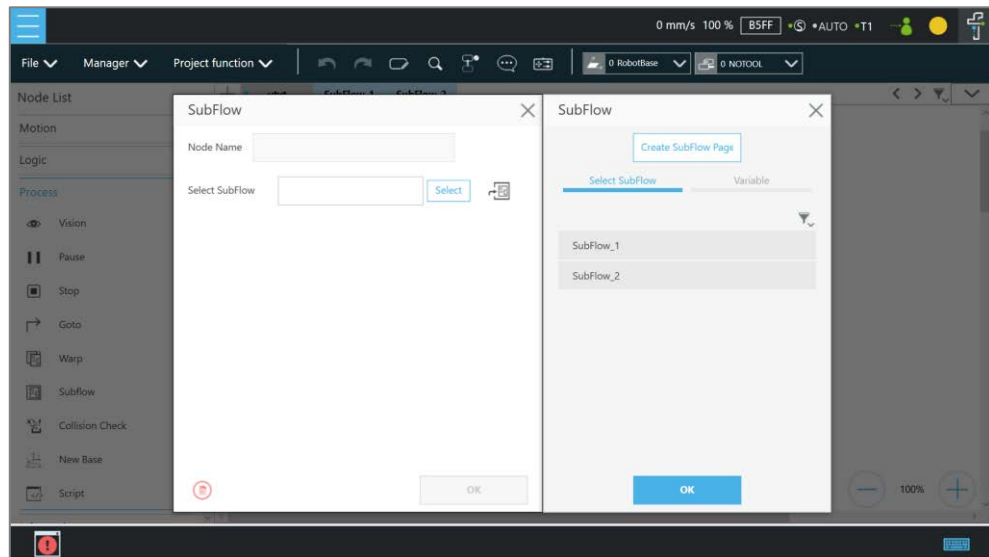 0 mm/s 100 % B5FF •Ⓢ •AUTO •T1
File Manager Project function 0 RobotBase 0 NOTOOL
Node List
Motion
Logic
Process
Vision
Pause
Stop
Goto
Warp
Subflow
Collision Check
New Base
Script
SubFlow_1 SubFlow_2
SubFlow
Node Name
Select SubFlow Select
OK
SubFlow
Create SubFlow Page
Select SubFlow Variable
SubFlow_1
SubFlow_2
OK
100%